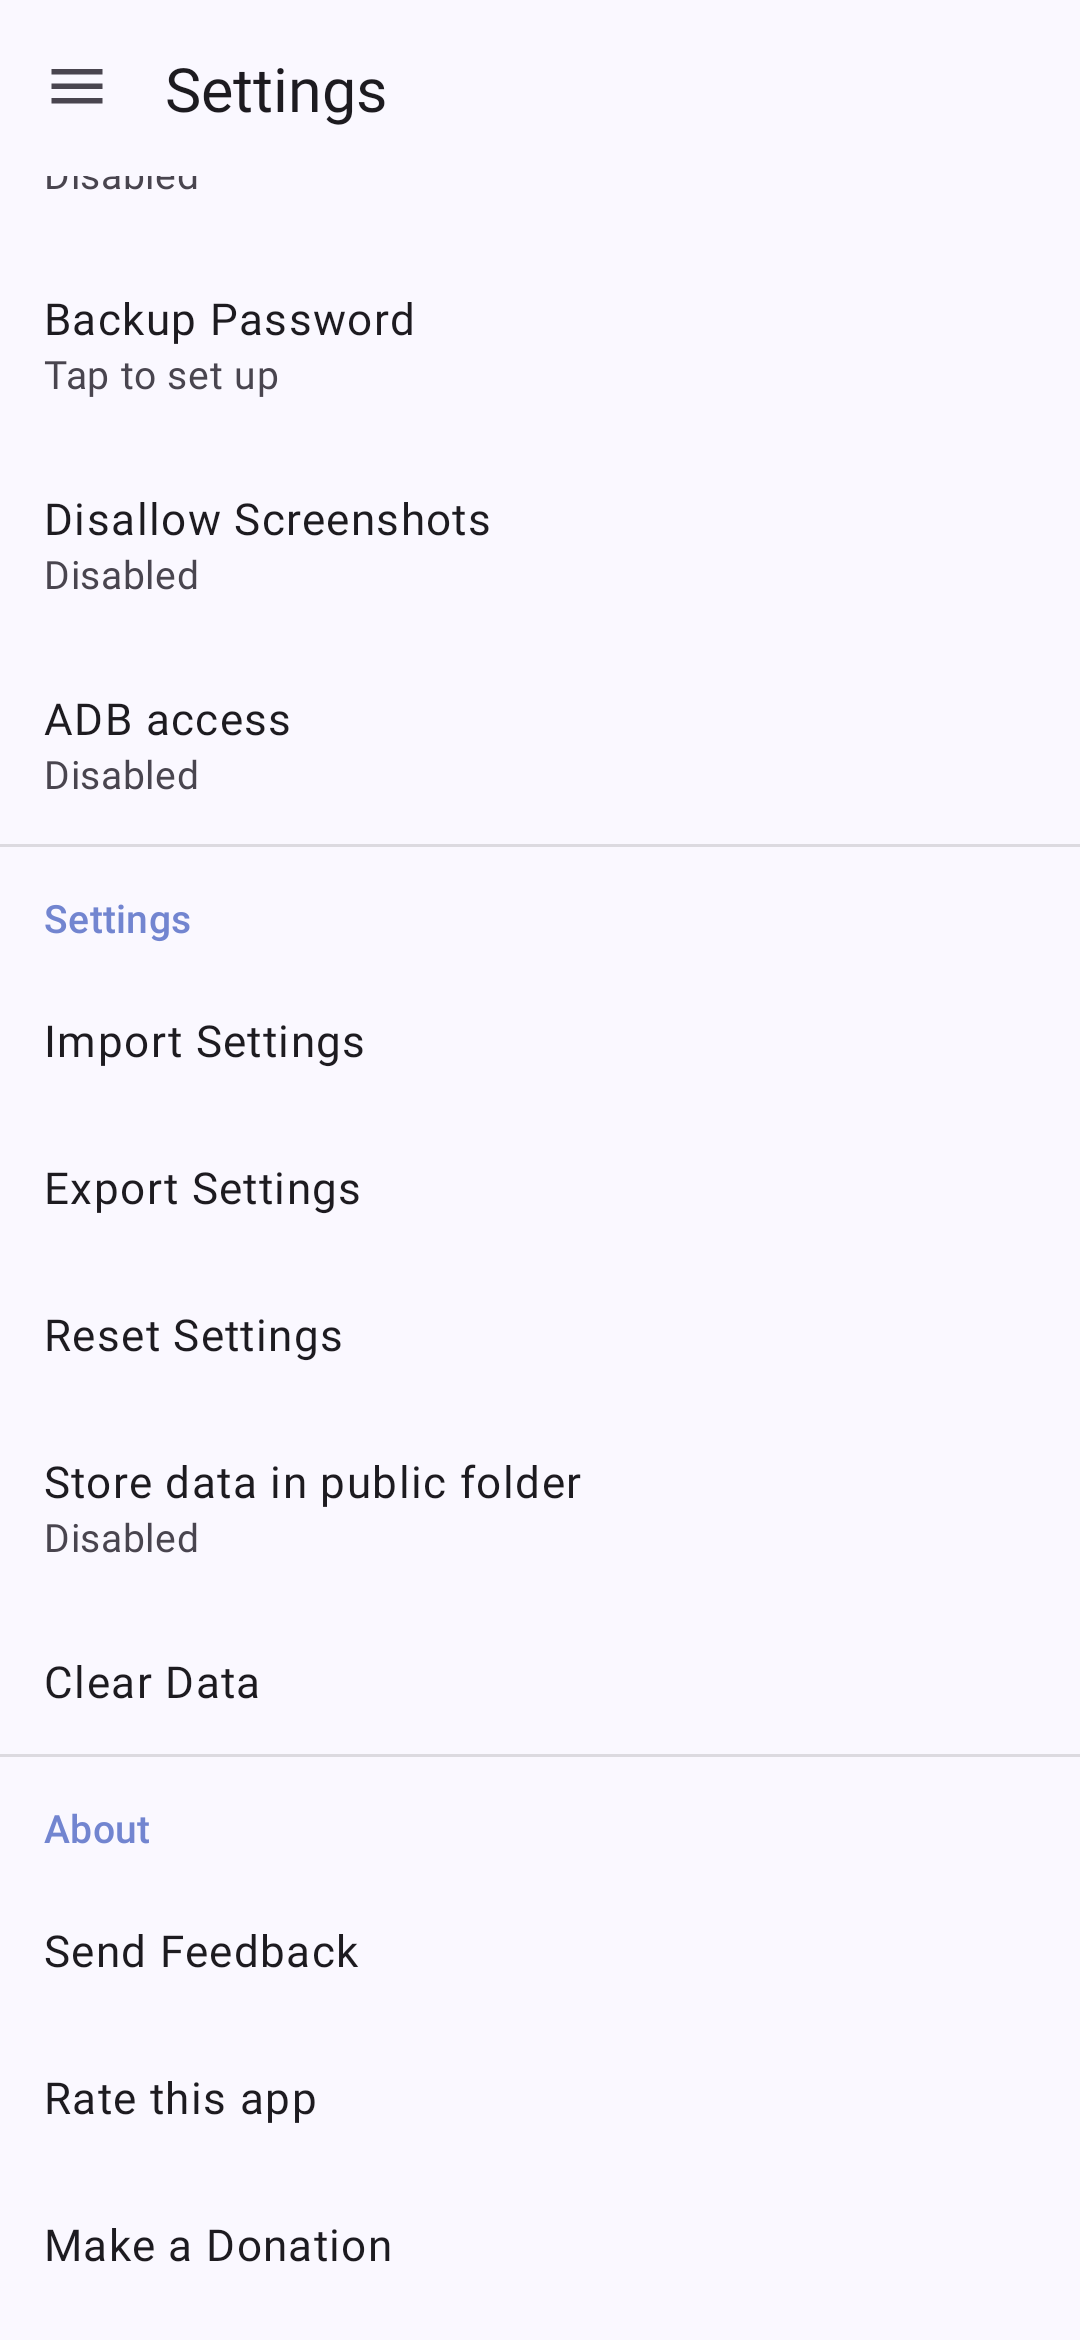 Settings
Disabled
Backup Password
Tap to set up
Disallow Screenshots
Disabled
ADB access
Disabled
Settings
Import Settings
Export Settings
Reset Settings
Store data in public folder
Disabled
Clear Data
About
Send Feedback
Rate this app
Make a Donation